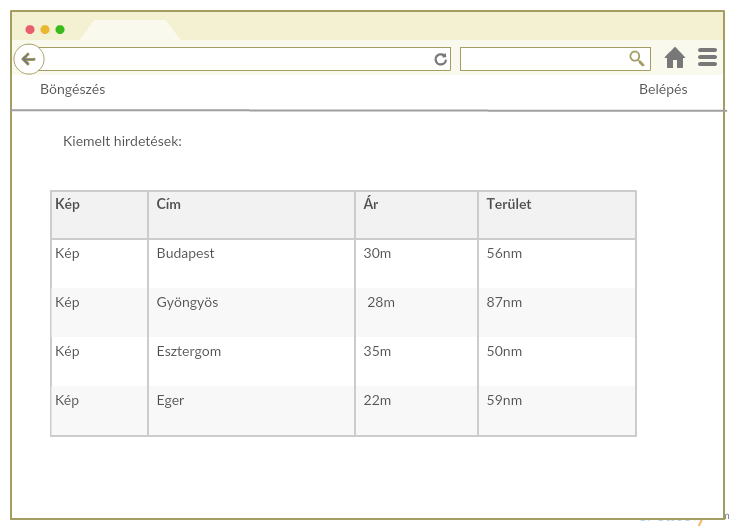 Böngészés Belépés
Kiemelt hirdetések:
Kép Cím Ár Terület
Kép Budapest 30m 56nm
Kép Gyöngyös 28m 87nm
Kép Esztergom 35m 50nm
Kép Eger 22m 59nm